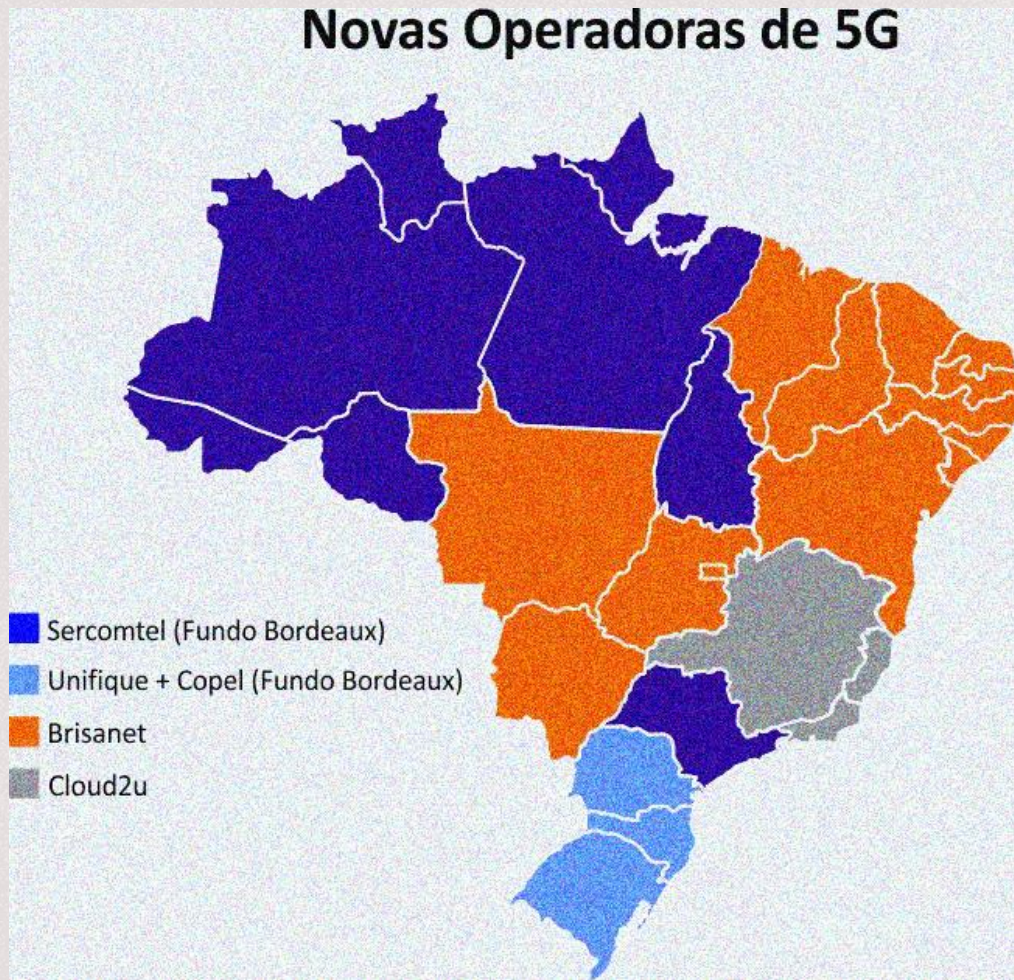 Novas Operadoras de 5G
Sercomtel (Fundo Bordeaux)
Unifique + Copel (Fundo Bordeaux)
Brisanet
Cloud2u